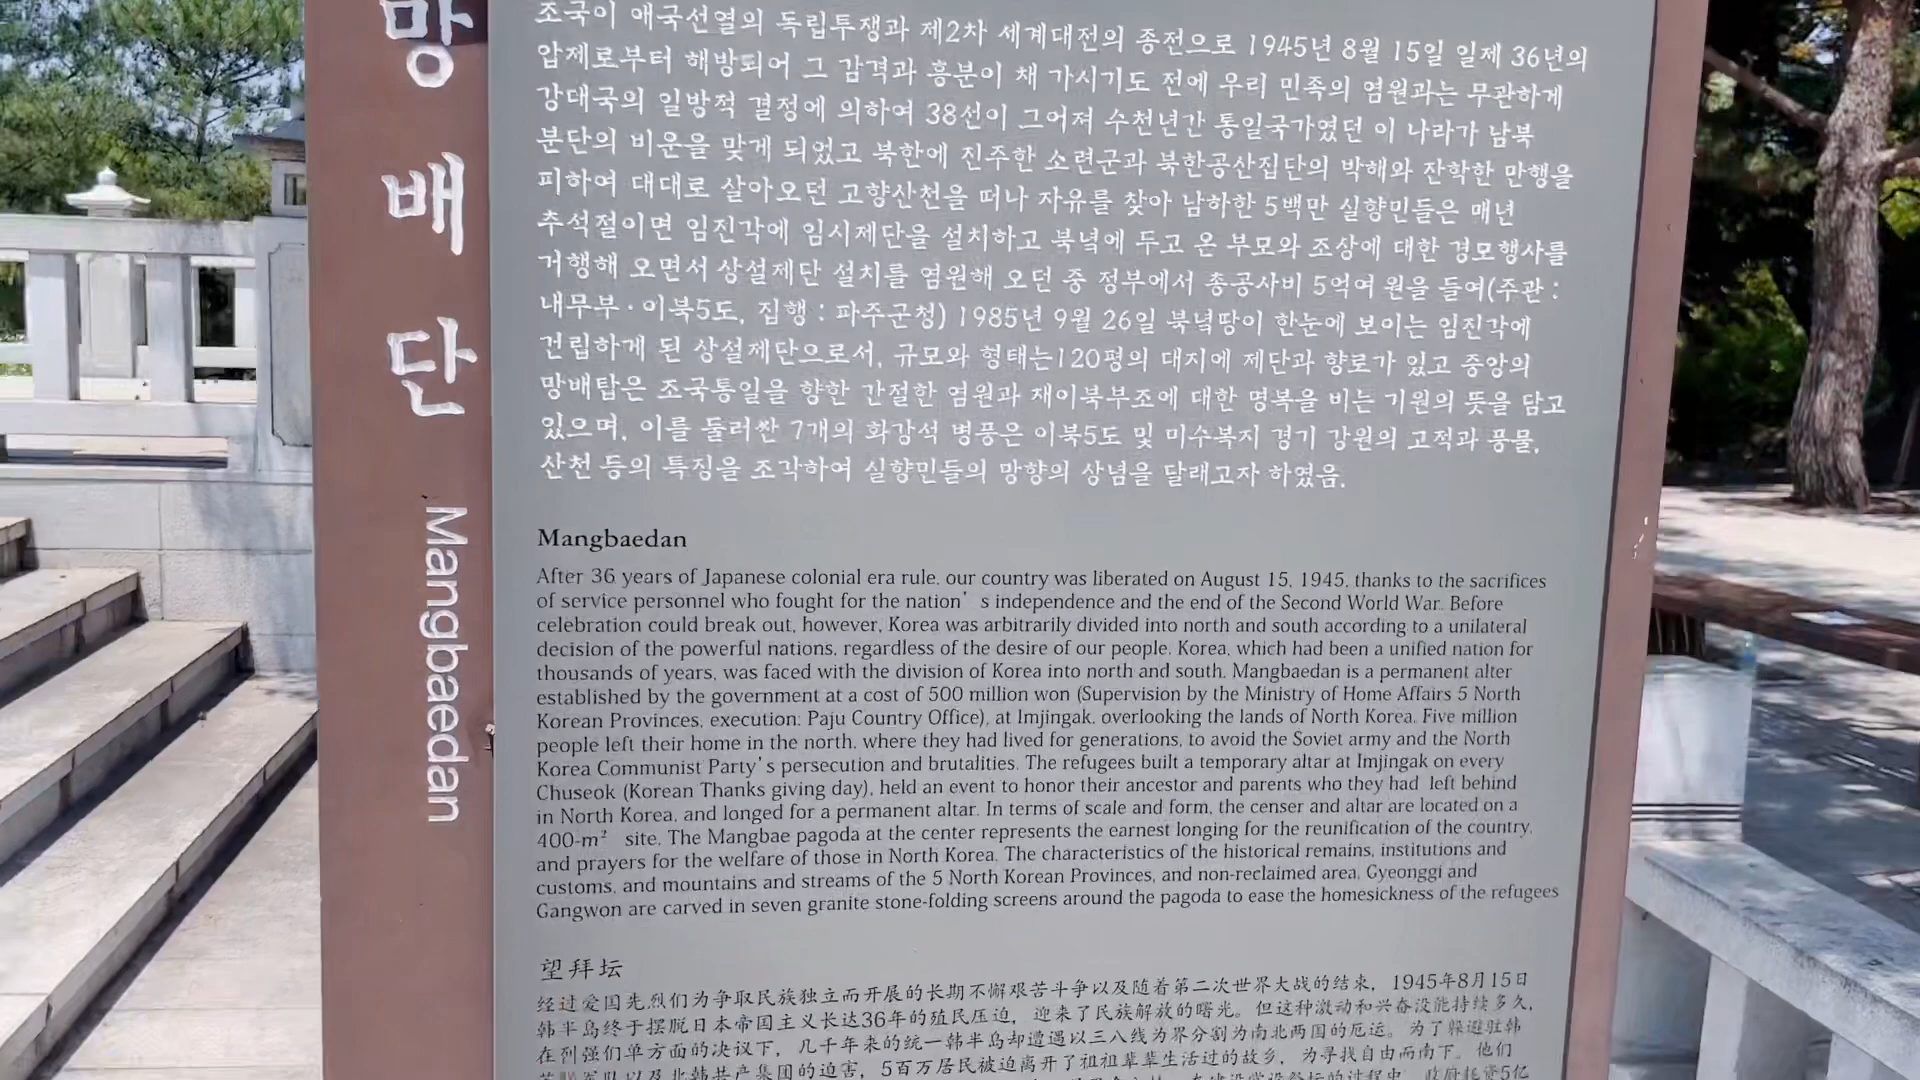 망배단
Mangbaedan
조국이 애국선열의 독립투쟁과 제2차 세계대전의 종전으로 1945년 8월 15일 일제 36년의
압제로부터 해방되어 그 감격과 흥분이 채 가시기도 전에 우리 민족의 염원과는 무관하게
강대국의 일방적 결정에 의하여 38선이 그어져 수천년간 통일국가였던 이 나라가 남북
분단의 비운을 맞게 되었고 북한에 진주한 소련군과 북한공산집단의 박해와 잔학한 만행을
피하여 대대로 살아오던 고향산천을 떠나 자유를 찾아 남하한 5백만 실향민들은 매년
추석절이면 임진각에 임시제단을 설치하고 북녘에 두고 온 부모와 조상에 대한 경모행사를
거행해 오면서 상설제단 설치를 염원해 오던 중 정부에서 총공사비 5억여 원을 들여(주관 :
내무부·이북5도, 집행 : 파주군청) 1985년 9월 26일 북녘땅이 한눈에 보이는 임진각에
건립하게 된 상설제단으로서, 규모와 형태는120평의 대지에 제단과 향로가 있고 중앙의
망배탑은 조국통일을 향한 간절한 염원과 재이북부조에 대한 명복을 비는 기원의 뜻을 담고
있으며, 이를 둘러싼 7개의 화강석 병풍은 이북5도 및 미수복지 경기 강원의 고적과 풍물,
산천 등의 특징을 조각하여 실향민들의 망향의 상념을 달래고자 하였음.
Mangbaedan
After 36 years of Japanese colonial era rule, our country was liberated on August 15, 1945, thanks to the sacrifices
of service personnel who fought for the nation' s independence and the end of the Second World War. Before
celebration could break out, however, Korea was arbitrarily divided into north and south according to a unilateral
decision of the powerful nations, regardless of the desire of our people. Korea, which had been a unified nation for
thousands of years, was faced with the division of Korea into north and south. Mangbaedan is a permanent alter
established by the government at a cost of 500 million won (Supervision by the Ministry of Home Affairs 5 North
Korean Provinces, execution: Paju Country Office), at Imjingak, overlooking the lands of North Korea. Five million
people left their home in the north, where they had lived for generations, to avoid the Soviet army and the North
Korea Communist Party's persecution and brutalities. The refugees built a temporary altar at Imjingak on every
Chuseok (Korean Thanks giving day), held an event to honor their ancestor and parents who they had left behind
in North Korea, and longed for a permanent altar. In terms of scale and form, the censer and altar are located on a
400-m² site. The Mangbae pagoda at the center represents the earnest longing for the reunification of the country,
and prayers for the welfare of those in North Korea. The characteristics of the historical remains, institutions and
customs, and mountains and streams of the 5 North Korean Provinces, and non-reclaimed area, Gyeonggi and
Gangwon are carved in seven granite stone-folding screens around the pagoda to ease the homesickness of the refugees
望拜坛
经过爱国先烈们为争取民族独立而开展的长期不懈艰苦斗争以及随着第二次世界大战的结束，1945年8月15日
韩半岛终于摆脱日本帝国主义长达36年的殖民压迫，迎来了民族解放的曙光。但这种激动和兴奋没能持续多久，
在列强们单方面的决议下，几千年来的统一韩半岛却遭遇以三八线为界分割为南北两国的厄运。为了躲避驻韩
军队以及北韩共产集团的迫害，5百万居民被迫离开了祖祖辈辈生活过的故乡，为寻找自由而南下。他们
政府耗资5亿